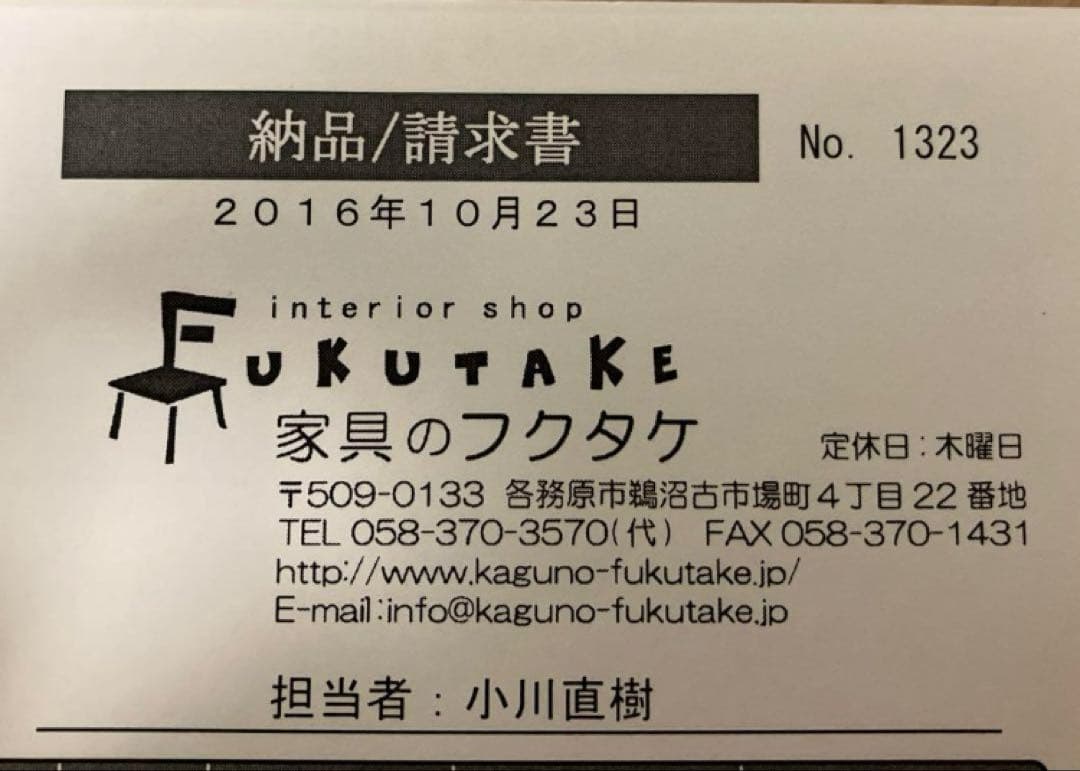 納品/請求書
No. 1323
2016年10月23日
interior shop
FUKUTAKE
家具のフクタケ
定休日:木曜日
〒509-0133 各務原市鵜沼古市場町4丁目22番地
TEL 058-370-3570(代) FAX 058-370-1431
http://www.kaguno-fukutake.jp/
E-mail:info@kaguno-fukutake.jp
担当者:小川直樹